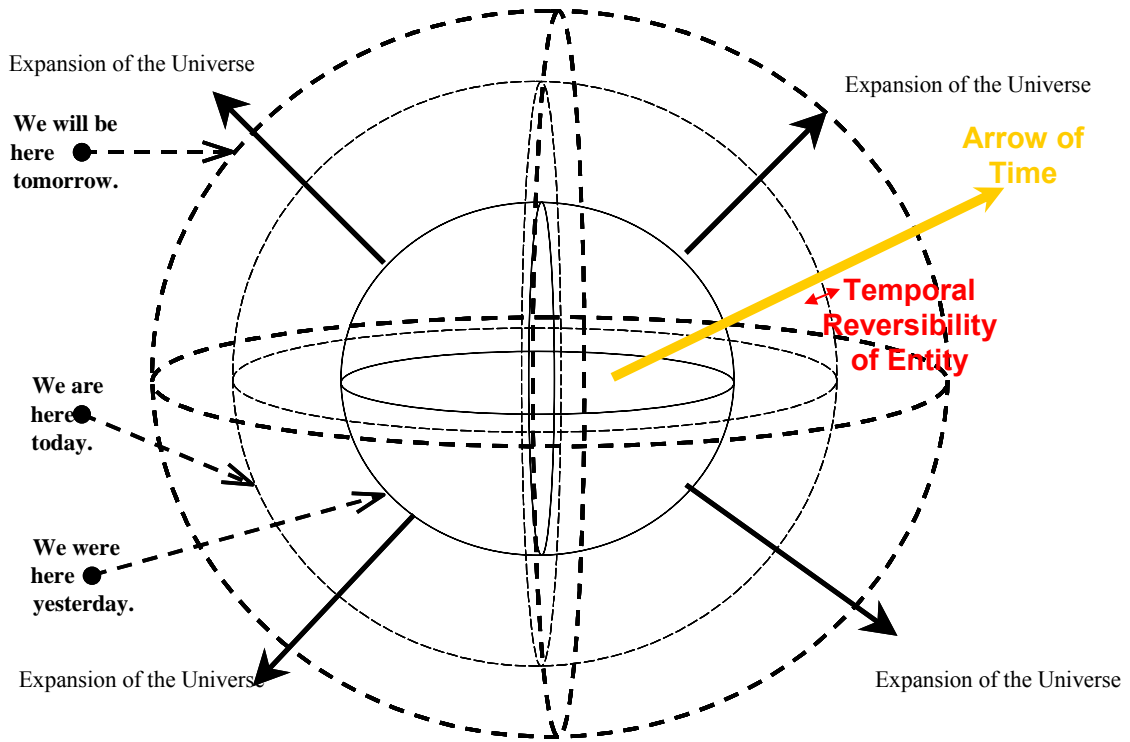 Expansion of the Universe
Expansion of the Universe
We will be
here
tomorrow.
Arrow of
Time
Temporal
Reversibility
of Entity
We are
here
today.
We were
here
yesterday.
Expansion of the Universe
Expansion of the Universe